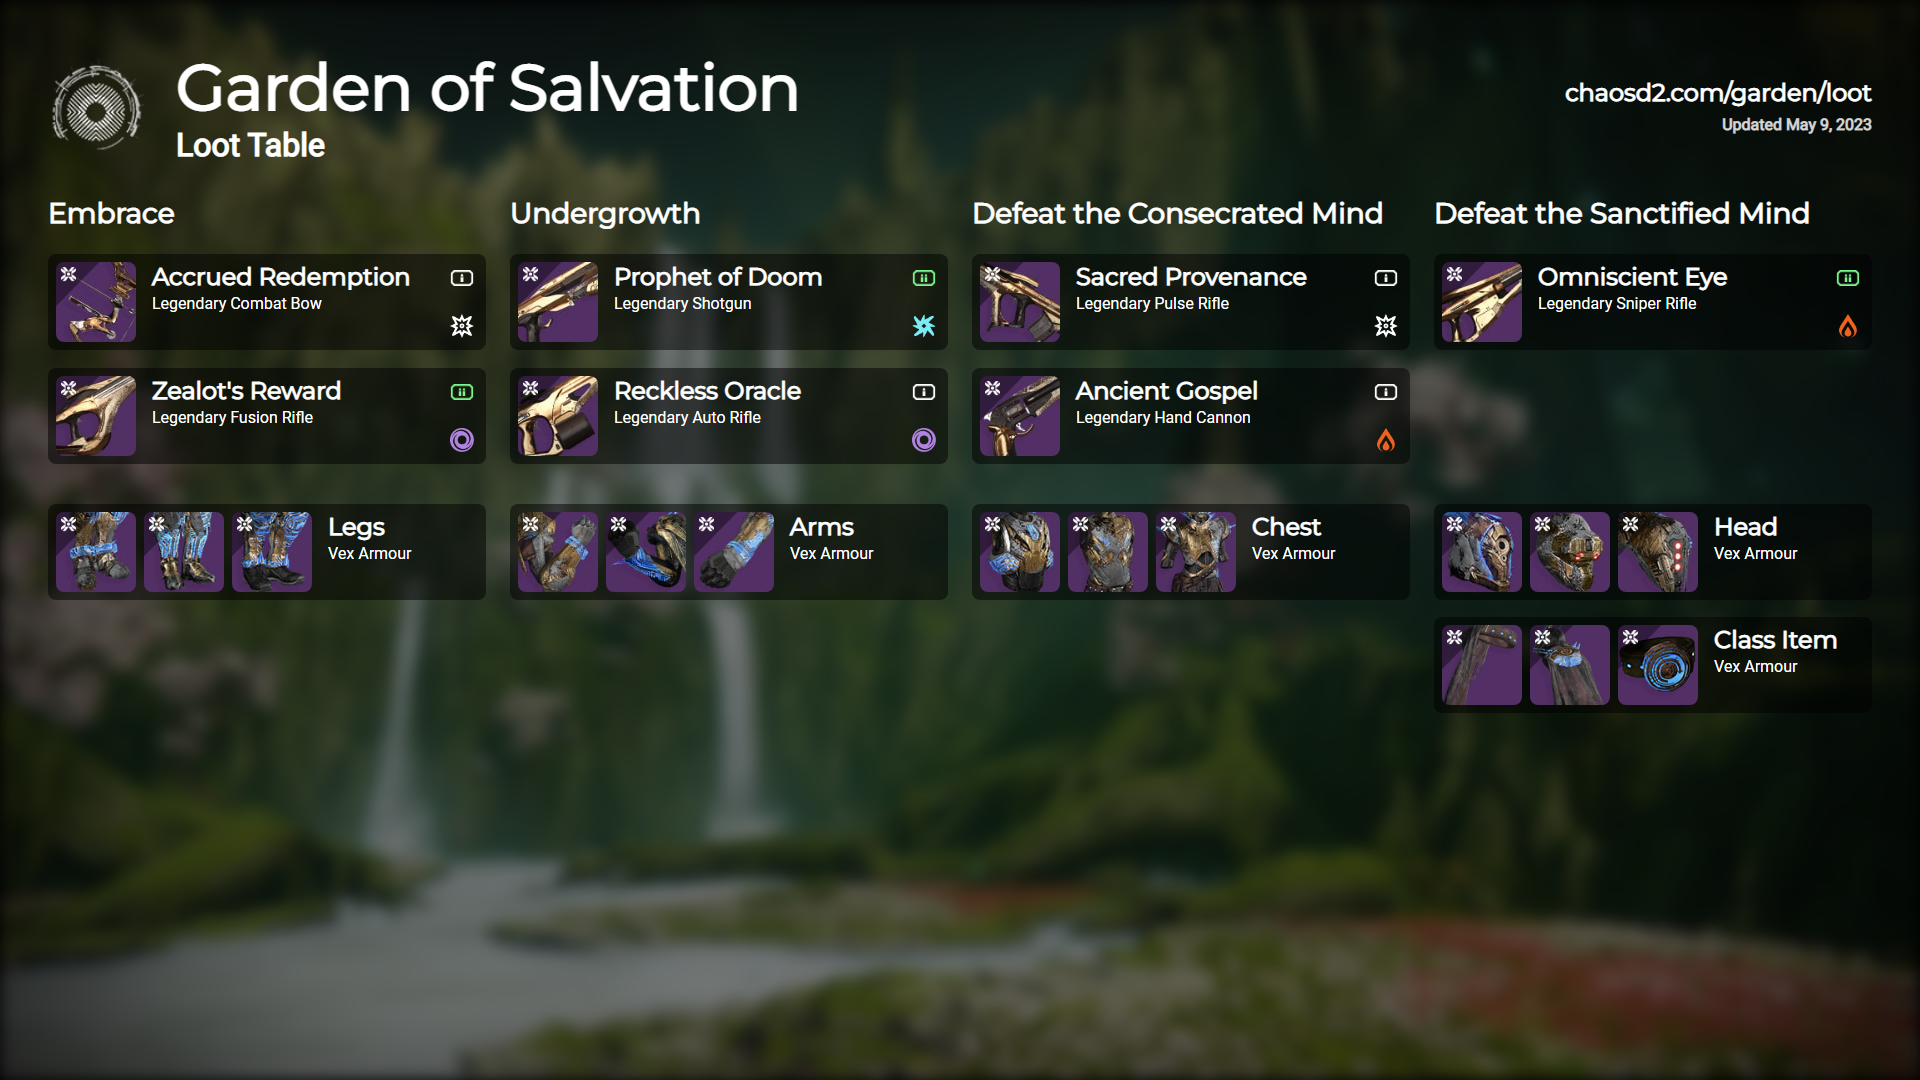 Garden of Salvation
Loot Table
chaosd2.com/garden/loot
Updated May 9, 2023
Embrace
Accrued Redemption
Legendary Combat Bow
Zealot's Reward
Legendary Fusion Rifle
Legs
Vex Armour
Undergrowth
Prophet of Doom
Legendary Shotgun
Reckless Oracle
Legendary Auto Rifle
Arms
Vex Armour
Defeat the Consecrated Mind
Sacred Provenance
Legendary Pulse Rifle
Ancient Gospel
Legendary Hand Cannon
Chest
Vex Armour
Defeat the Sanctified Mind
Omniscient Eye
Legendary Sniper Rifle
Head
Vex Armour
Class Item
Vex Armour